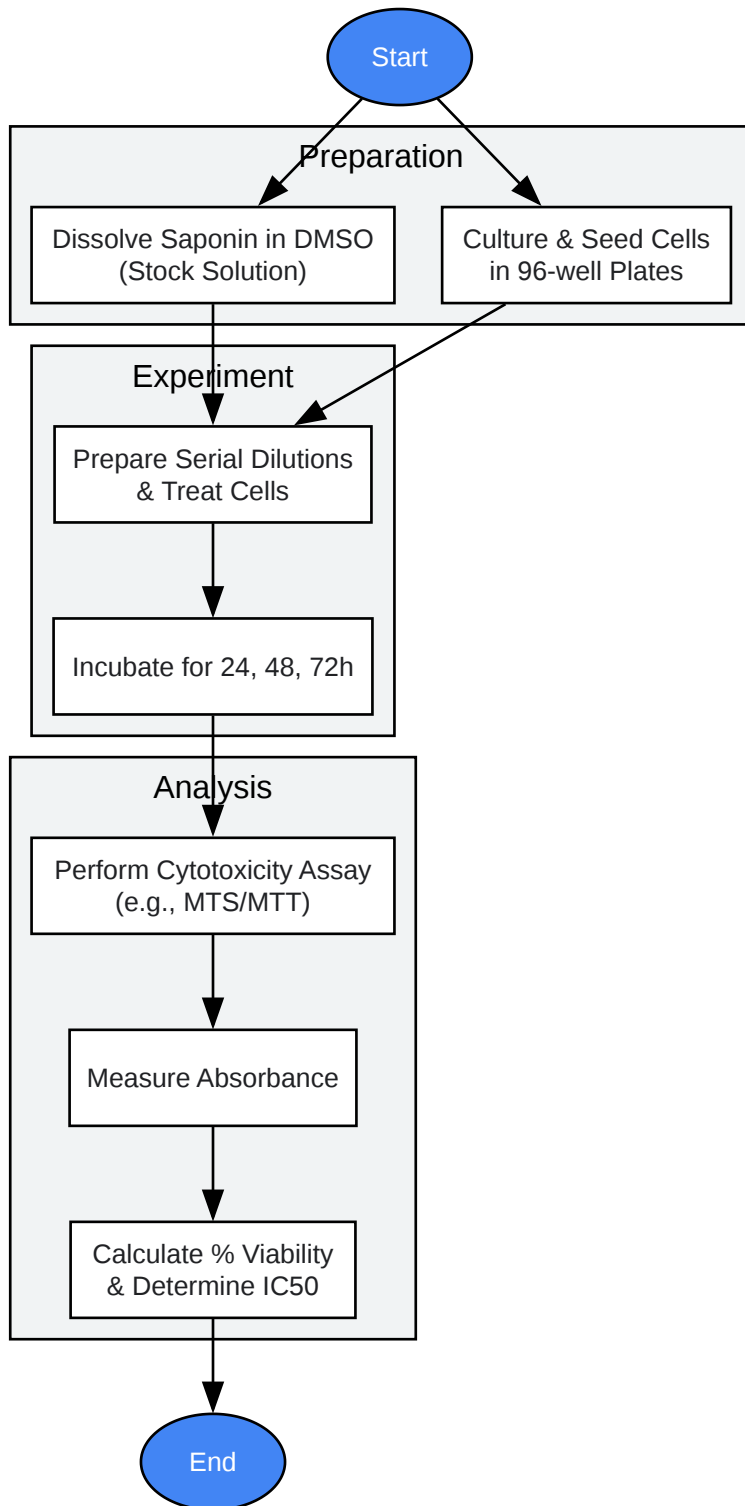 Start
Preparation
Dissolve Saponin in DMSO
(Stock Solution)
Culture & Seed Cells
in 96-well Plates
Experiment
Prepare Serial Dilutions
& Treat Cells
Incubate for 24, 48, 72h
Analysis
Perform Cytotoxicity Assay
(e.g., MTS/MTT)
Measure Absorbance
Calculate % Viability
& Determine IC50
End